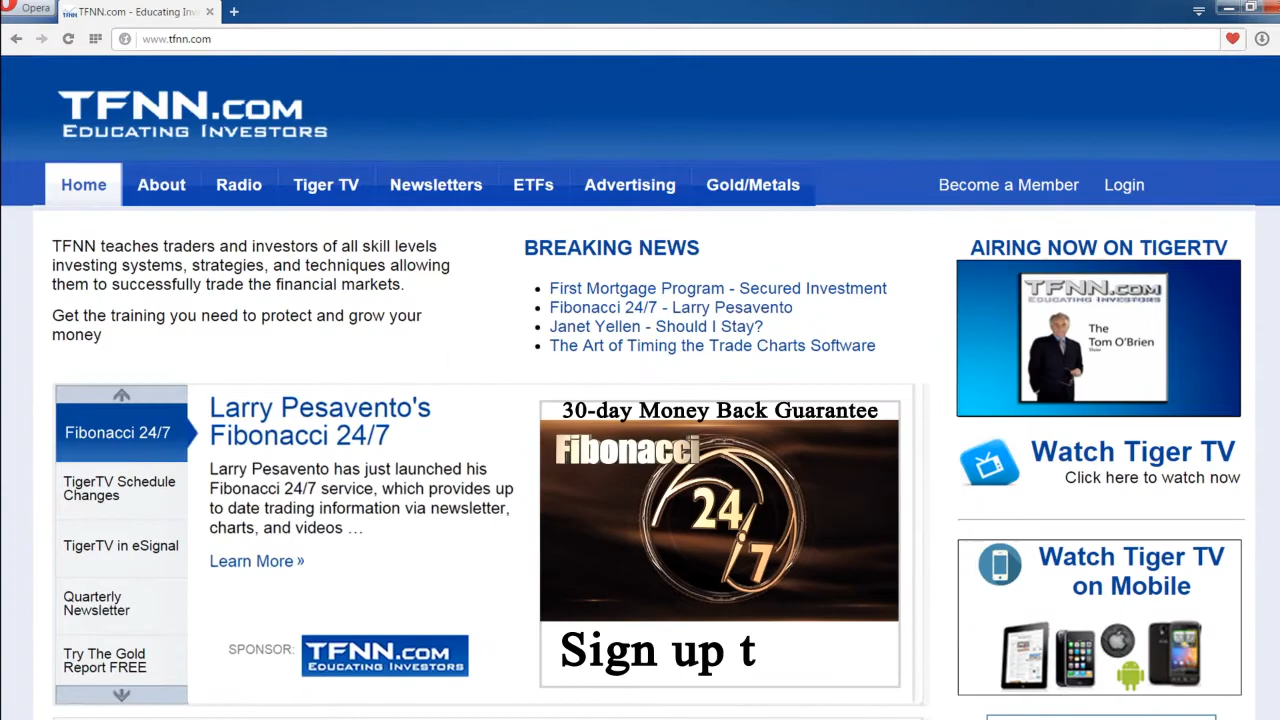 Opera
TFNN.com - Educating Inv
www.tfnn.com
TFNN.COM
EDUCATING INVESTORS
Home About Radio Tiger TV Newsletters ETFs Advertising Gold/Metals Become a Member Login
TFNN teaches traders and investors of all skill levels
investing systems, strategies, and techniques allowing
them to successfully trade the financial markets.
Get the training you need to protect and grow your
money
BREAKING NEWS
First Mortgage Program - Secured Investment
Fibonacci 24/7 - Larry Pesavento
Janet Yellen - Should I Stay?
The Art of Timing the Trade Charts Software
AIRING NOW ON TIGERTV
TFNN.COM
EDUCATING INVESTORS
The
Tom O'Brien
Show
Watch Tiger TV
Click here to watch now
Watch Tiger TV
on Mobile
Fibonacci 24/7
TigerTV Schedule
Changes
TigerTV in eSignal
Quarterly
Newsletter
Try The Gold
Report FREE
Larry Pesavento's
Fibonacci 24/7
Larry Pesavento has just launched his
Fibonacci 24/7 service, which provides up
to date trading information via newsletter,
charts, and videos …
Learn More »
SPONSOR:
TFNN.COM
EDUCATING INVESTORS
30-day Money Back Guarantee
Fibonacci
24
7
Sign up t